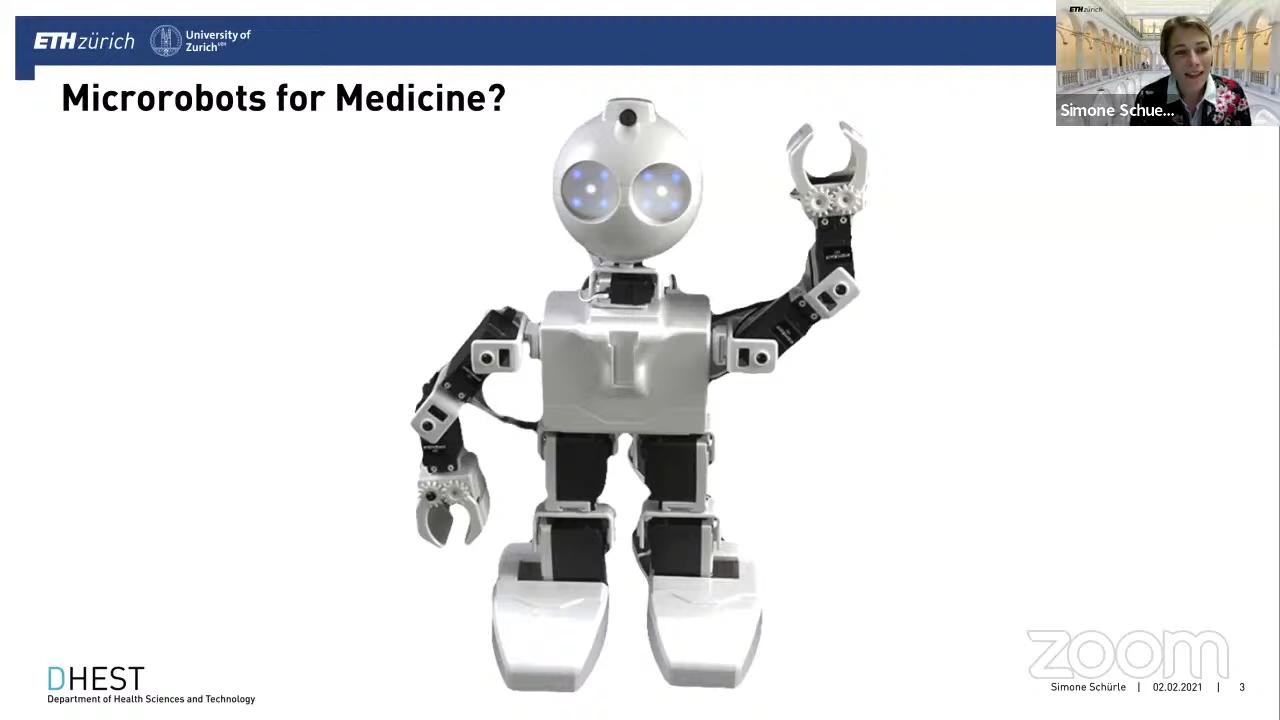 ETH zürich
University of
Zurich UZH
ETH zürich
Simone Schue...
Microrobots for Medicine?
zoom
DHEST
Department of Health Sciences and Technology
Simone Schürle | 02.02.2021 | 3